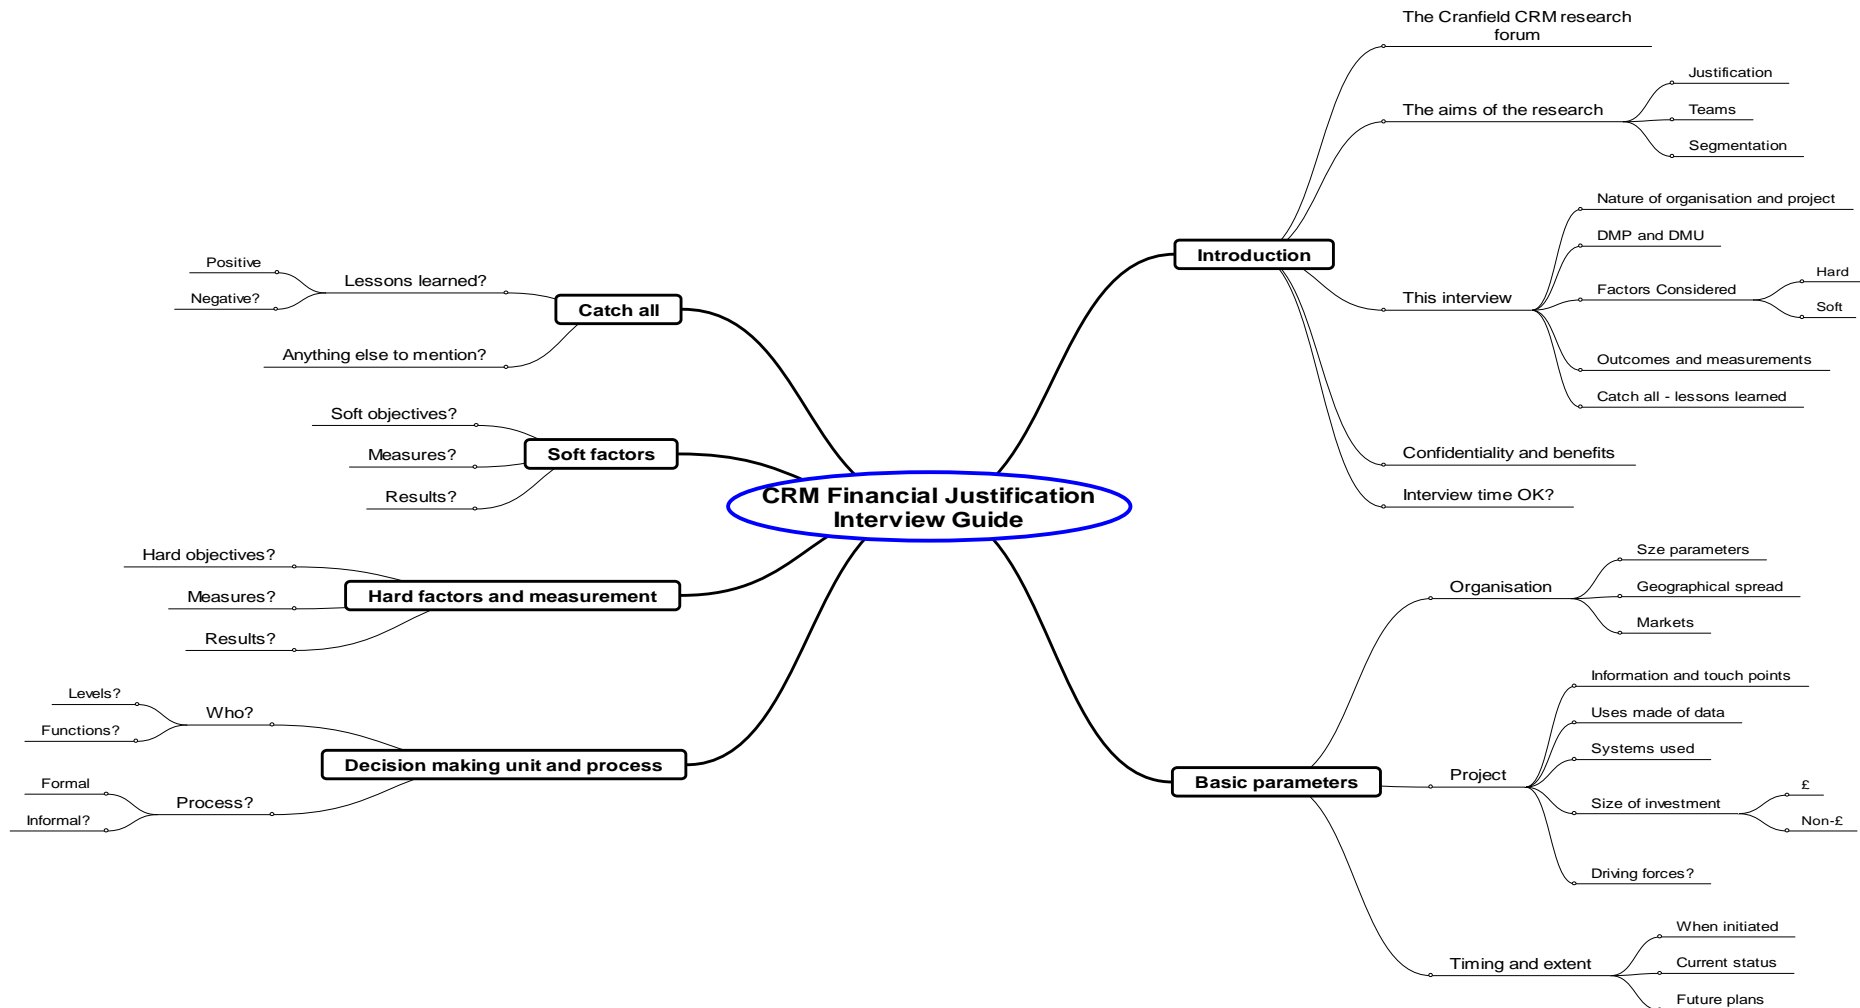 CRM Financial Justification
Interview Guide
Introduction
The Cranfield CRM research
forum
The aims of the research
Justification
Teams
Segmentation
This interview
Nature of organisation and project
DMP and DMU
Factors Considered
Hard
Soft
Outcomes and measurements
Catch all - lessons learned
Confidentiality and benefits
Interview time OK?
Basic parameters
Organisation
Sze parameters
Geographical spread
Markets
Project
Information and touch points
Uses made of data
Systems used
Size of investment
£
Non-£
Driving forces?
Timing and extent
When initiated
Current status
Future plans
Decision making unit and process
Who?
Levels?
Functions?
Process?
Formal
Informal?
Hard factors and measurement
Hard objectives?
Measures?
Results?
Soft factors
Soft objectives?
Measures?
Results?
Catch all
Lessons learned?
Positive
Negative?
Anything else to mention?